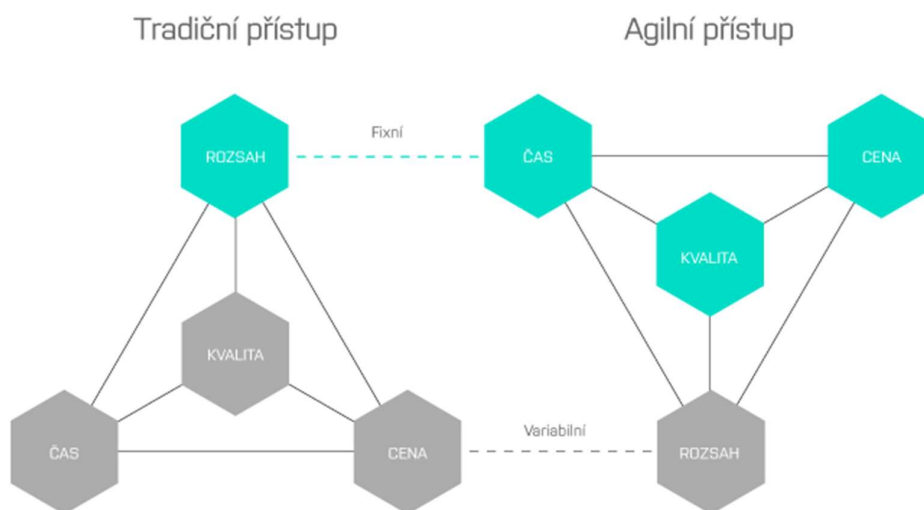 Tradiční přístup
Agilní přístup
ROZSAH
Fixní
ČAS
CENA
KVALITA
KVALITA
ČAS
CENA
Variabilní
ROZSAH